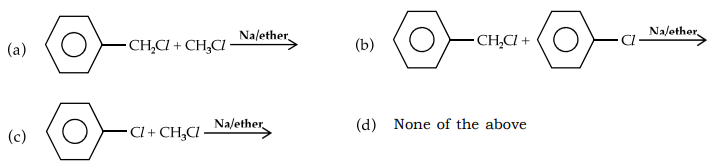 (a) CH₂Cl + CH₃Cl Na/ether
(b) CH₂Cl + Cl Na/ether
(c) Cl + CH₃Cl Na/ether
(d) None of the above